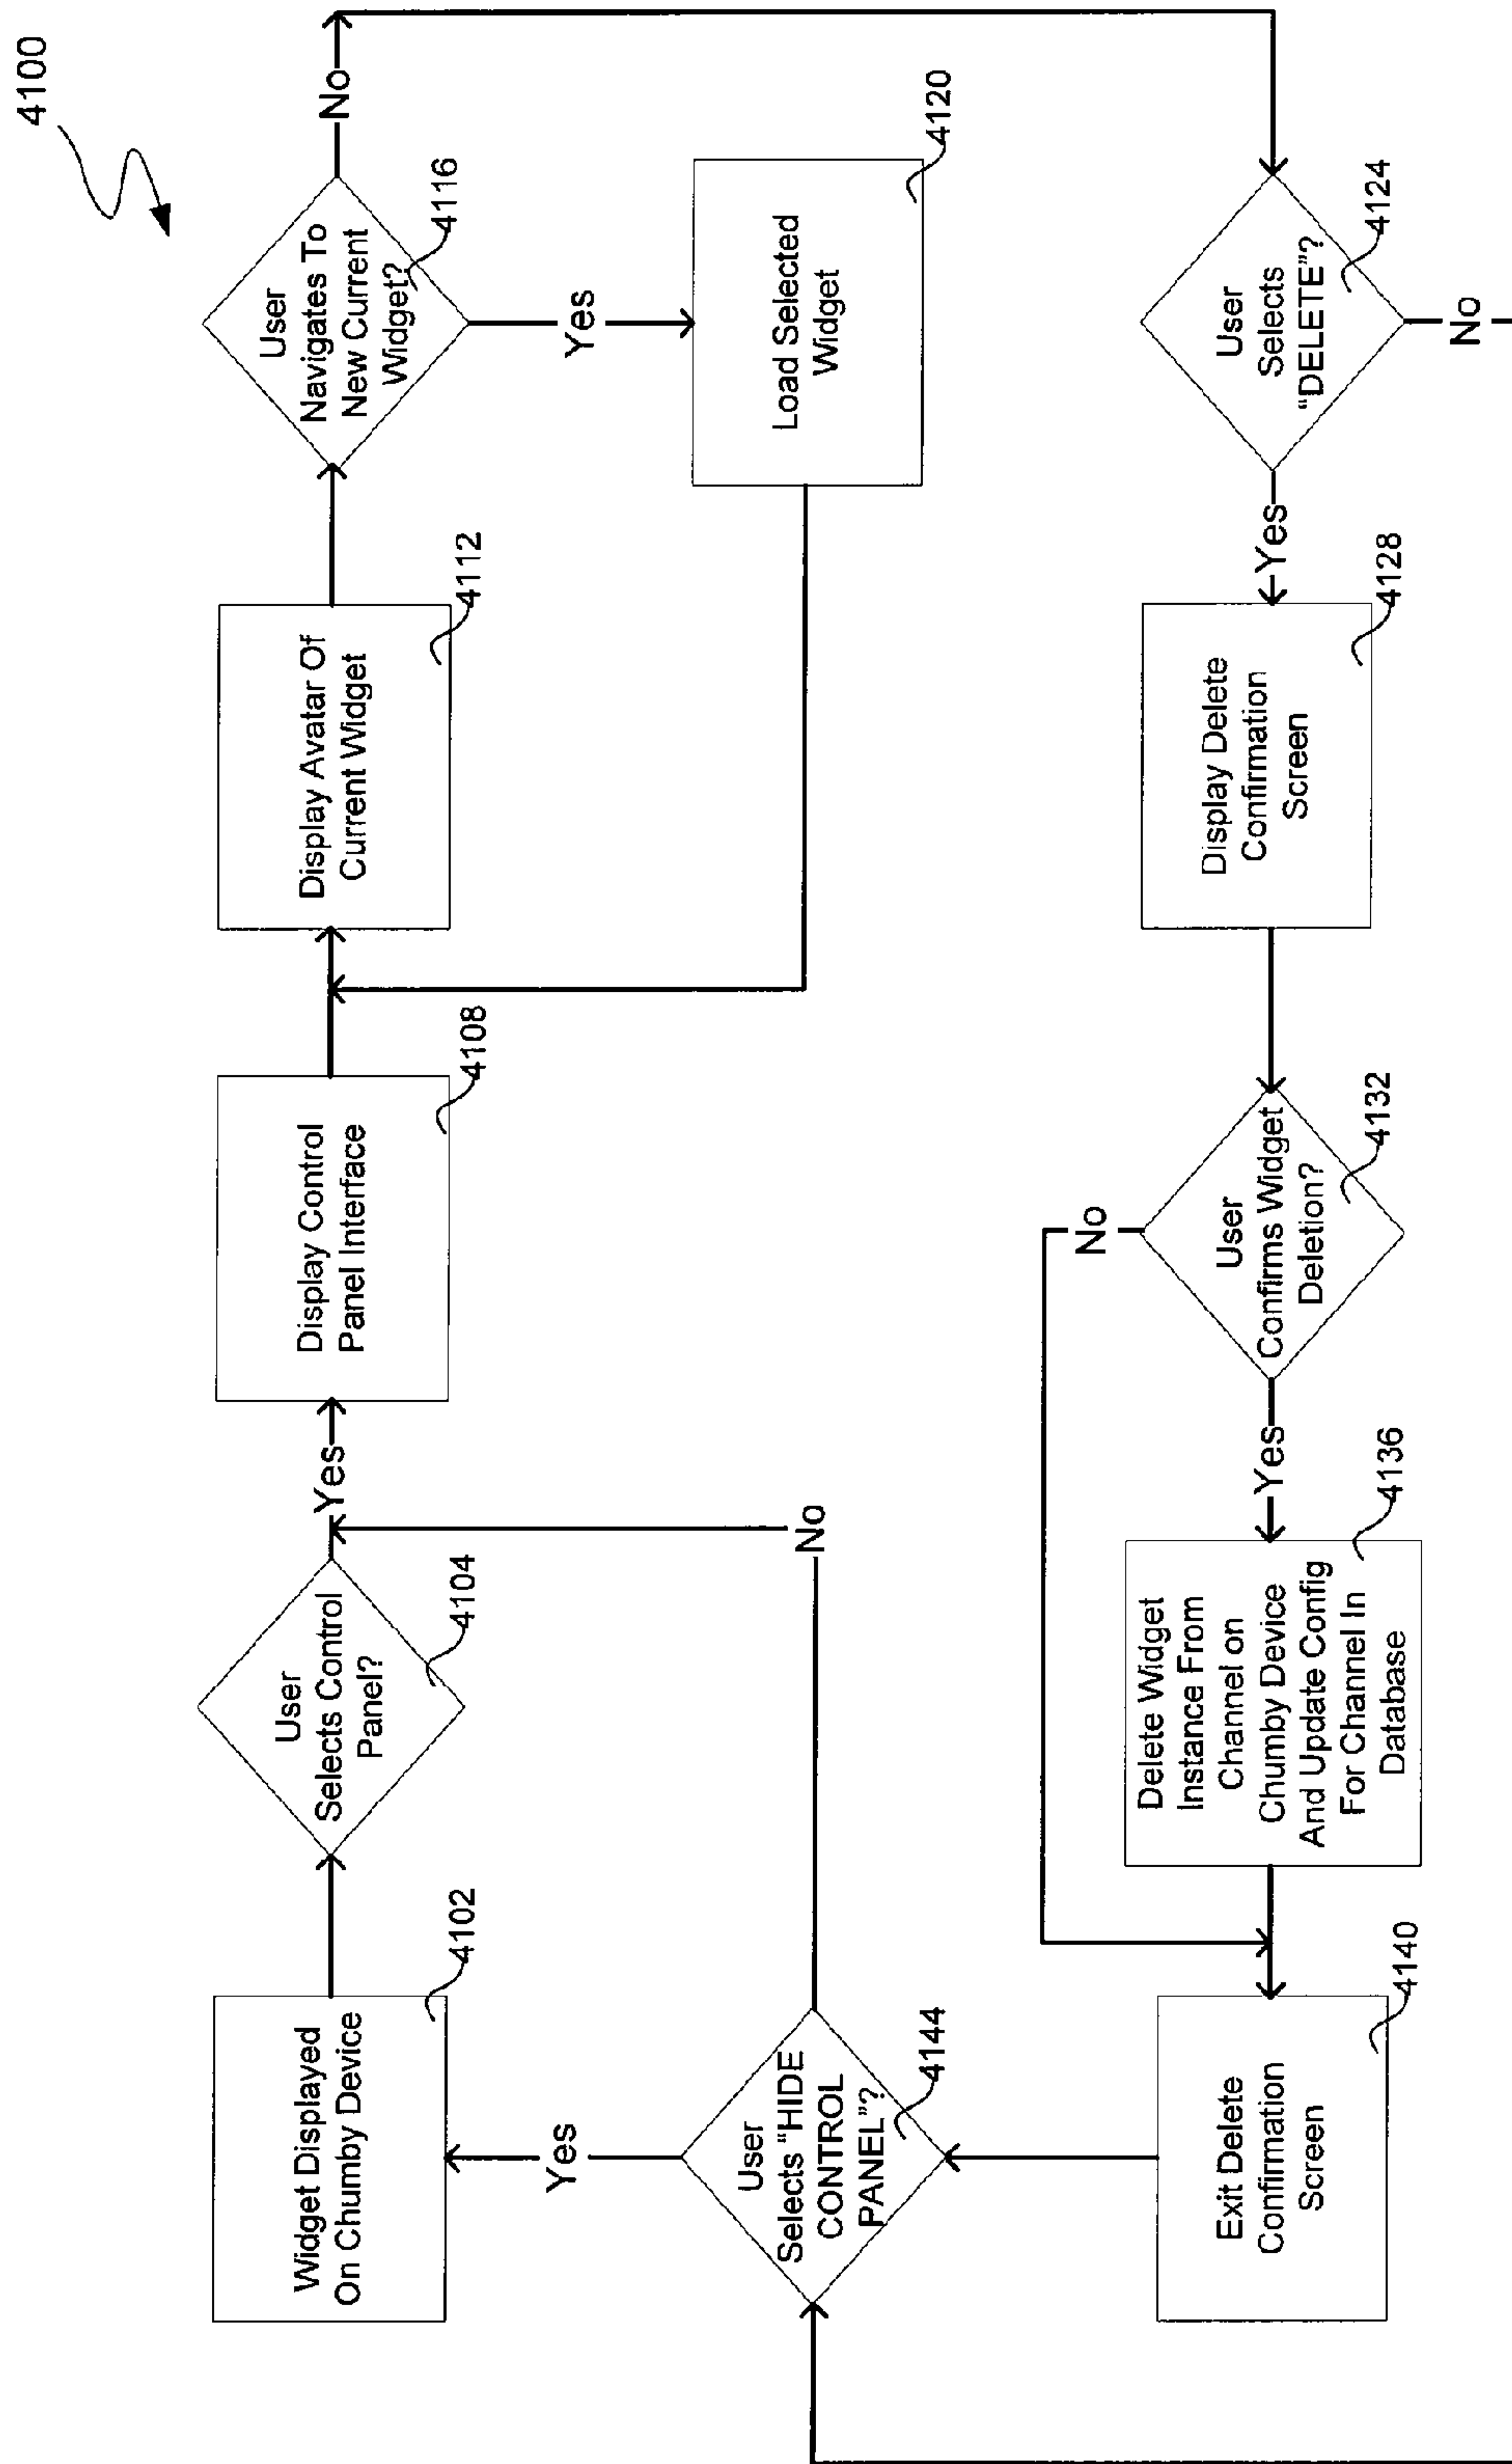 4100
Widget Displayed
On Chumby Device
4102
User
Selects Control
Panel?
4104
Yes
Display Control
Panel Interface
4108
Display Avatar Of
Current Widget
4112
User
Navigates To
New Current
Widget?
4116
No
Yes
Load Selected
Widget
4120
User
Selects "HIDE
CONTROL
PANEL"?
4144
Yes
No
Exit Delete
Confirmation
Screen
4140
Delete Widget
Instance From
Channel on
Chumby Device
And Update Config
For Channel In
Database
4136
Yes
User
Confirms Widget
Deletion?
4132
No
Display Delete
Confirmation
Screen
4128
Yes
User
Selects
“DELETE”?
4124
No